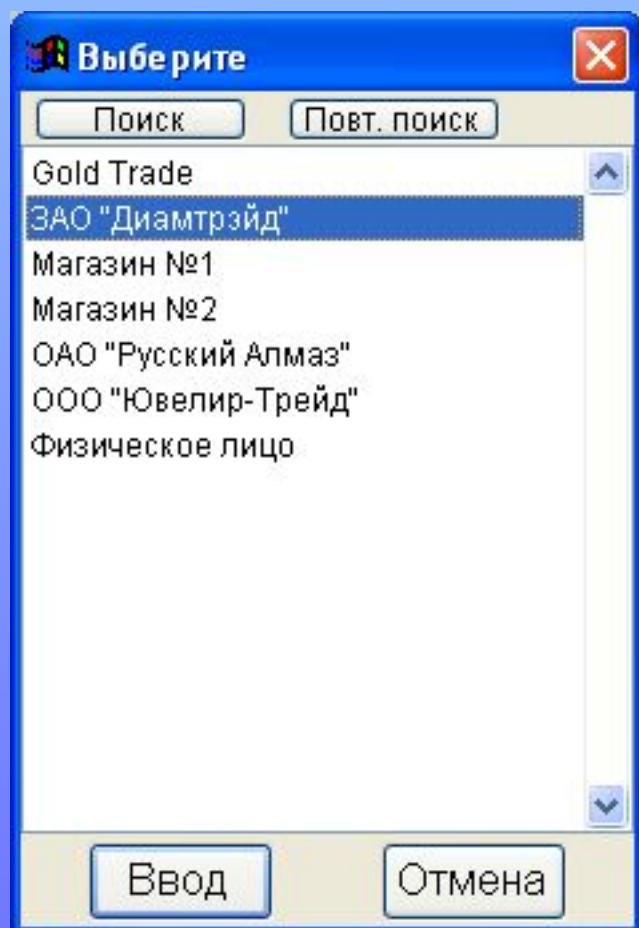 Выберите
Поиск Повт. поиск
Gold Trade
ЗАО "Диамтрэйд"
Магазин №1
Магазин №2
ОАО "Русский Алмаз"
ООО "Ювелир-Трейд"
Физическое лицо
Ввод Отмена